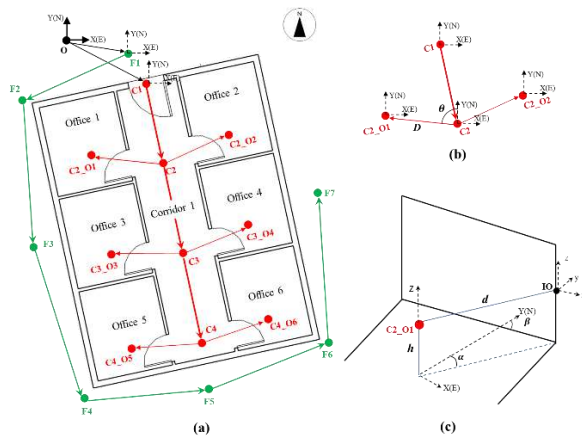 Y(N)
X(E)
O
Y(N)
X(E)
F1
N
F2
Y(N)
X(E)
C1
Office 1
Office 2
C2_O1
C2
C2_O2
Corridor 1
Office 3
Office 4
F7
F3
C3_O3
C3
C3_O4
Office 5
Office 6
C4_O5
C4
C4_O6
F6
F4
F5
(a)
Y(N)
C1
X(E)
Y(N)
X(E)
C2_O1
D
θ
Y(N)
X(E)
C2
Y(N)
X(E)
C2_O2
(b)
Z
C2_O1
h
d
IO
z
y
Y(N)
β
α
X(E)
(c)